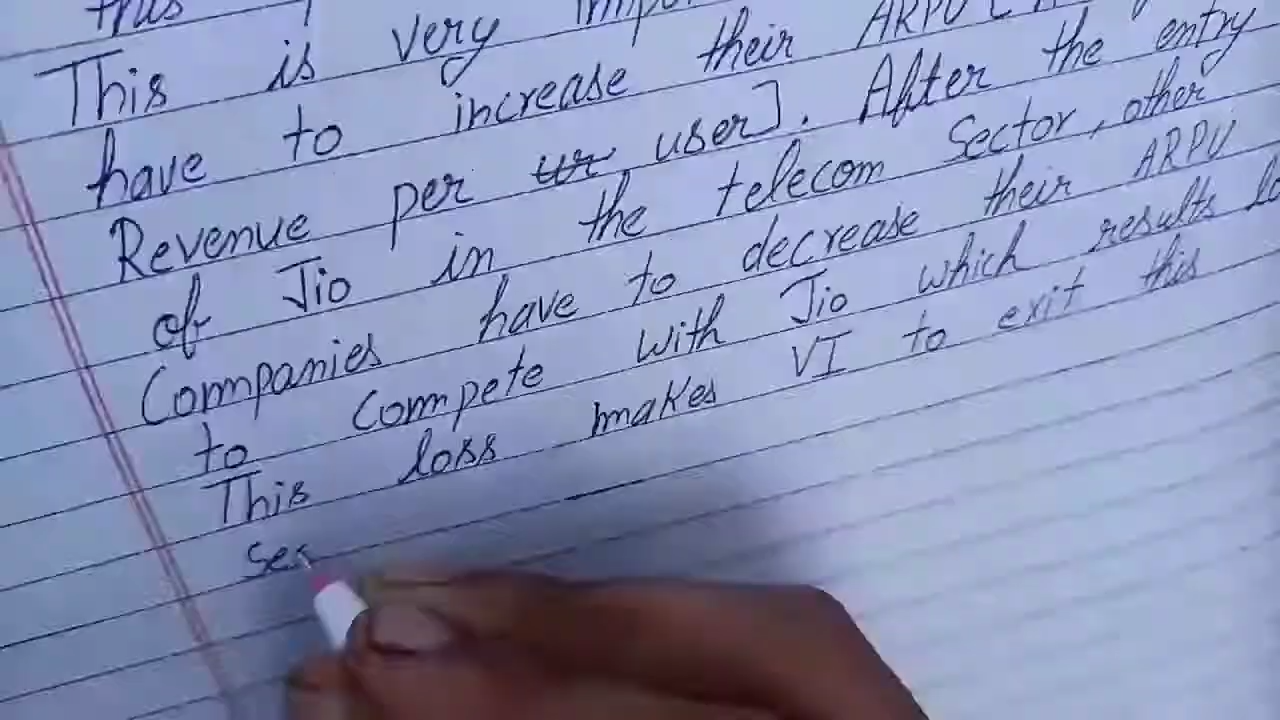 thus
This is very
have to increase their ARPU
Revenue per ur user]. After the entry
of Jio in the telecom Sector, other
Companies have to decrease their ARPU
to compete with Jio which results
This loss makes VI to exit this